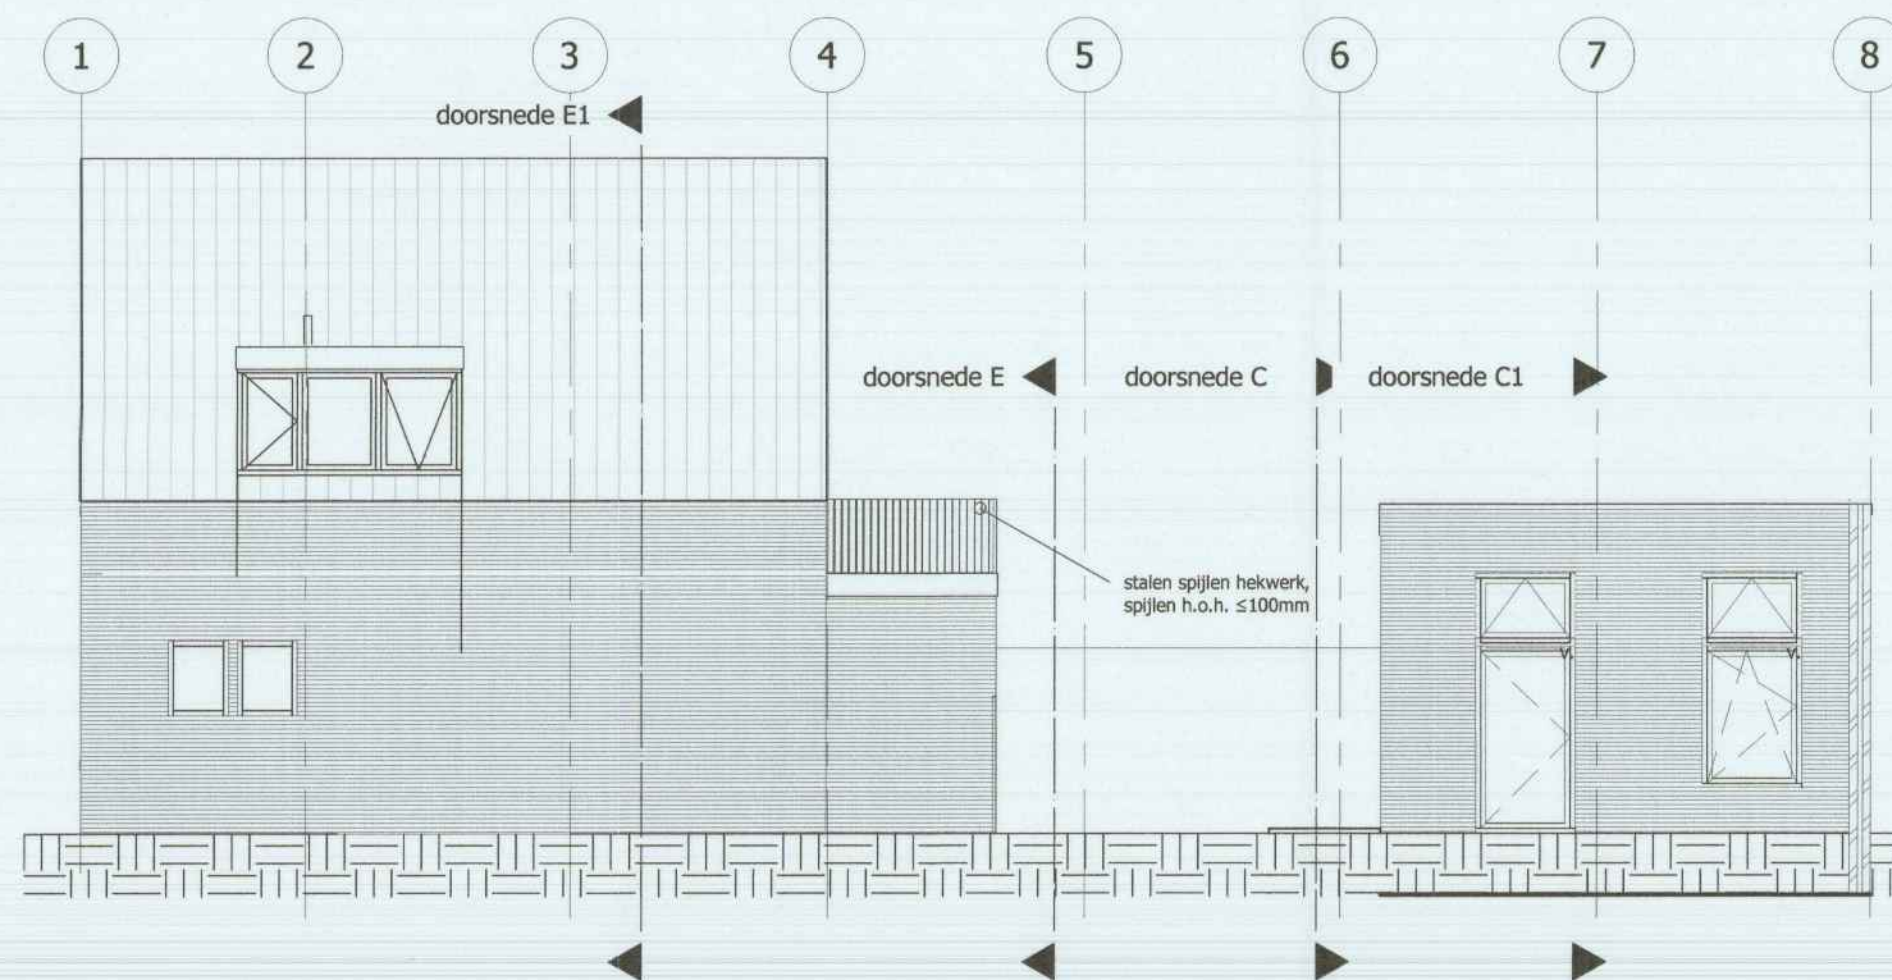 1 2 3 4 5 6 7 8
doorsnede E1
doorsnede E doorsnede C doorsnede C1
stalen spijlen hekwerk,
spijlen h.o.h. ≤100mm
V. V.